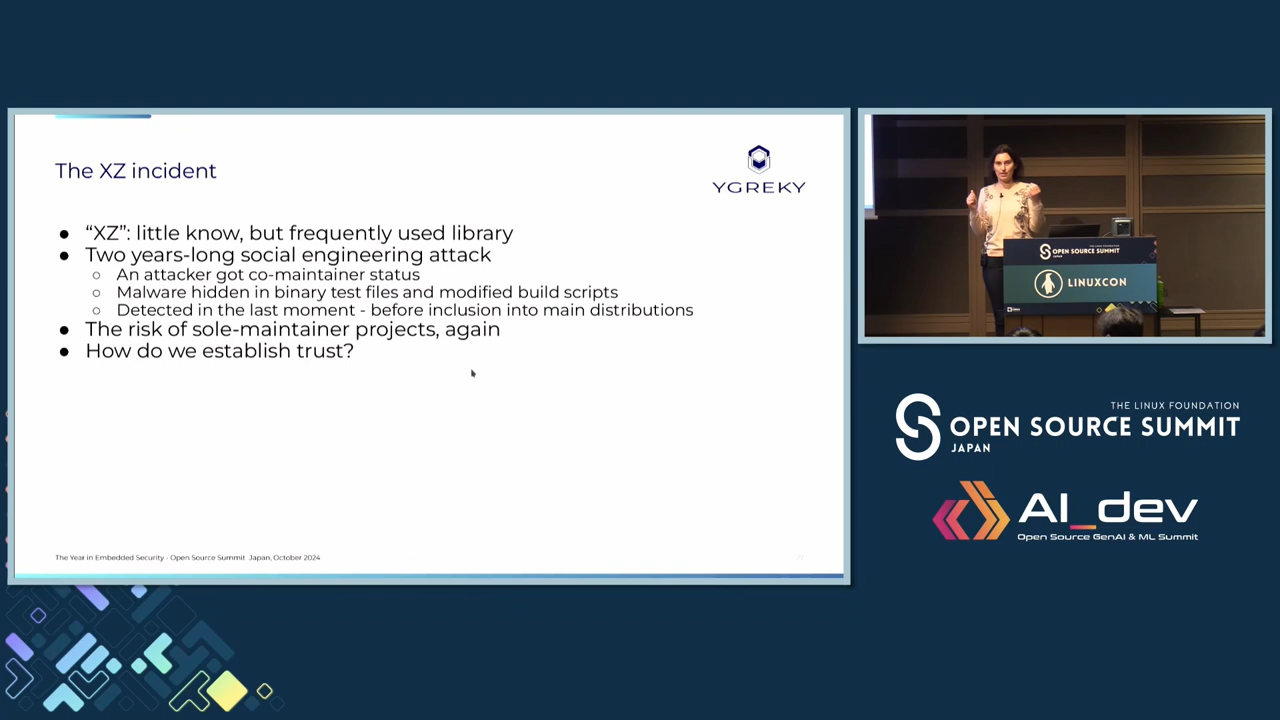 The XZ incident
YGREKY
● “XZ”: little know, but frequently used library
● Two years-long social engineering attack
○ An attacker got co-maintainer status
○ Malware hidden in binary test files and modified build scripts
○ Detected in the last moment - before inclusion into main distributions
● The risk of sole-maintainer projects, again
● How do we establish trust?
The Year in Embedded Security - Open Source Summit Japan, October 2024
OPEN SOURCE SUMMIT
JAPAN
LINUXCON
THE LINUX FOUNDATION
OPEN SOURCE SUMMIT
JAPAN
AI_dev
Open Source GenAI & ML Summit